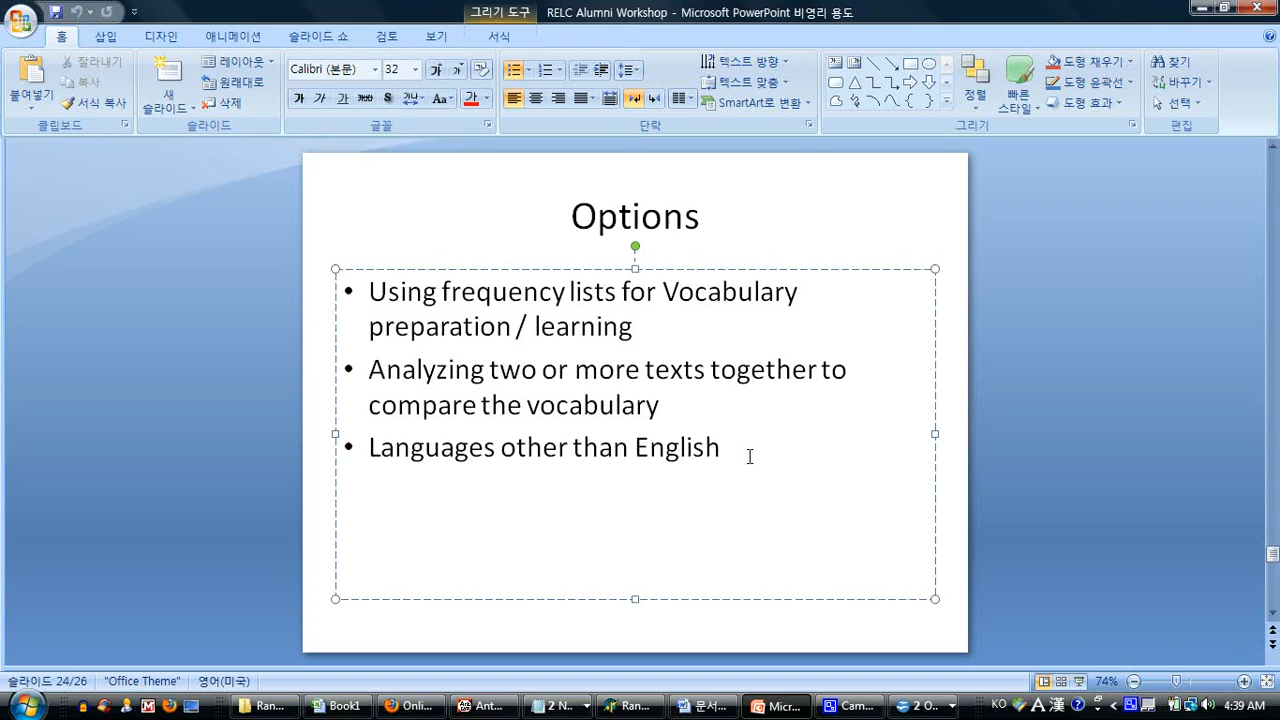 그리기 도구
RELC Alumni Workshop - Microsoft PowerPoint 비영리 용도
홈 삽입 디자인 애니메이션 슬라이드 쇼 검토 보기 서식
붙여넣기
잘라내기
복사
서식 복사
클립보드
새 슬라이드
레이아웃
원래대로
삭제
슬라이드
Calibri (본문) 32
글꼴
텍스트 방향
텍스트 맞춤
SmartArt로 변환
단락
정렬
빠른 스타일
도형 채우기
도형 윤곽선
도형 효과
그리기
찾기
바꾸기
선택
편집
Options
• Using frequency lists for Vocabulary
preparation / learning
• Analyzing two or more texts together to
compare the vocabulary
• Languages other than English
슬라이드 24/26 "Office Theme" 영어(미국) 74%
Ran... Book1 Onli... Ant... 2 N... Ran... 문서... Micr... Cam... 2 O... KO A 漢 4:39 AM